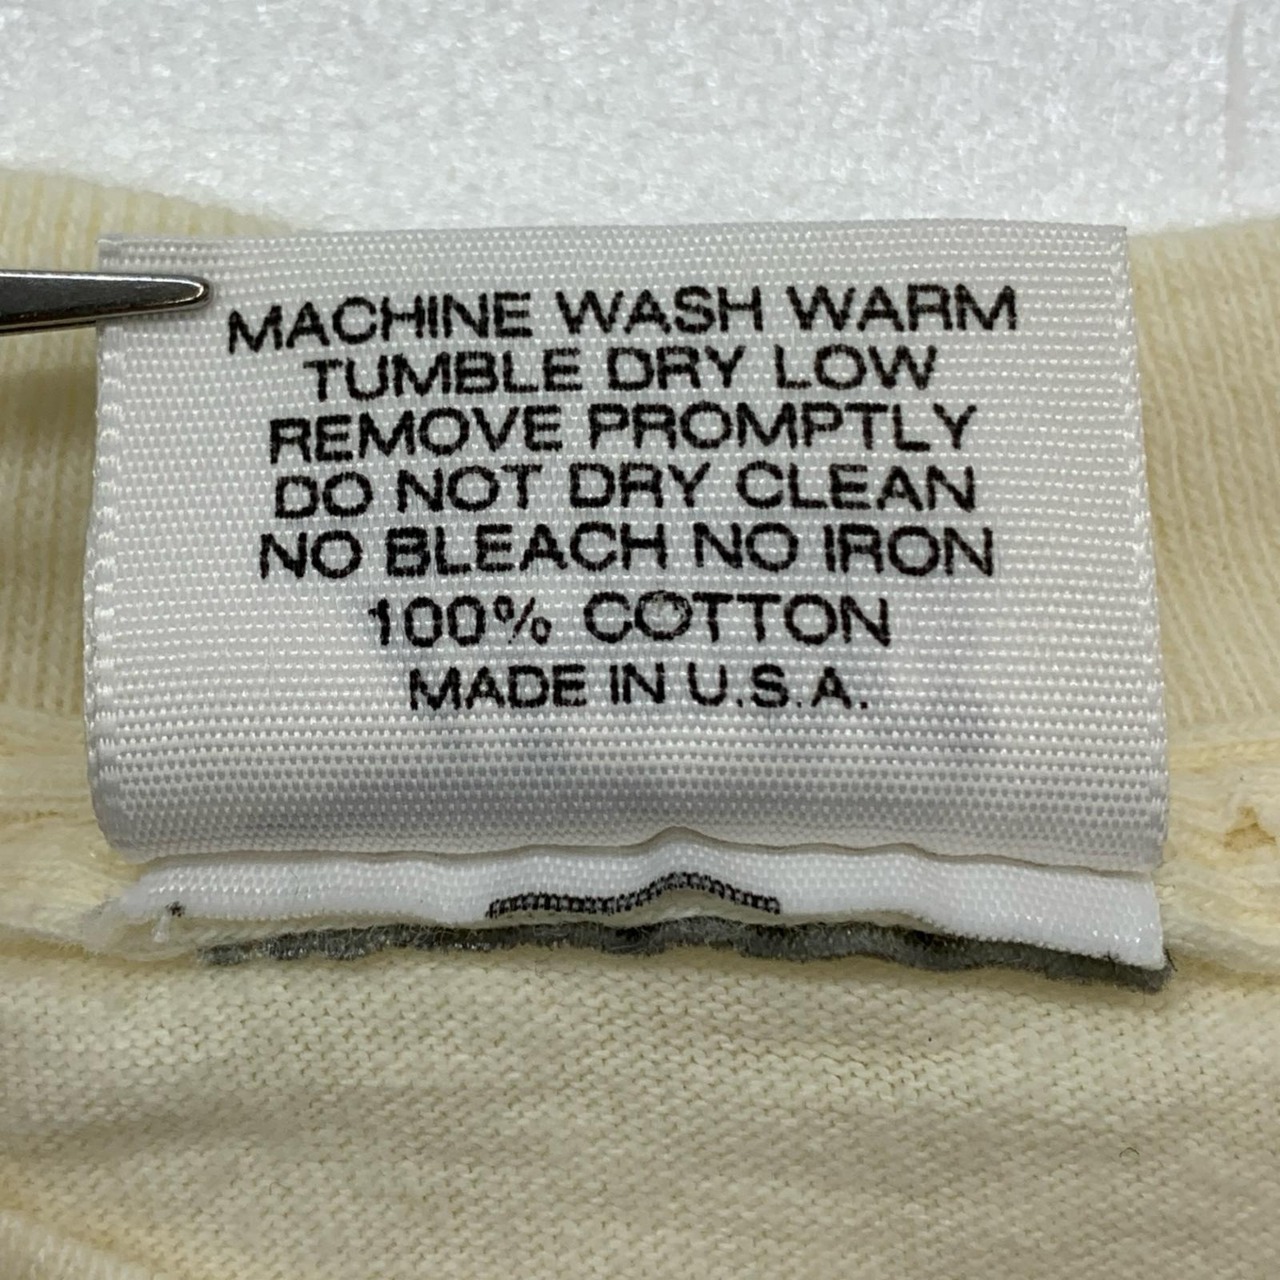 MACHINE WASH WARM
TUMBLE DRY LOW
REMOVE PROMPTLY
DO NOT DRY CLEAN
NO BLEACH NO IRON
100% COTTON
MADE IN U.S.A.